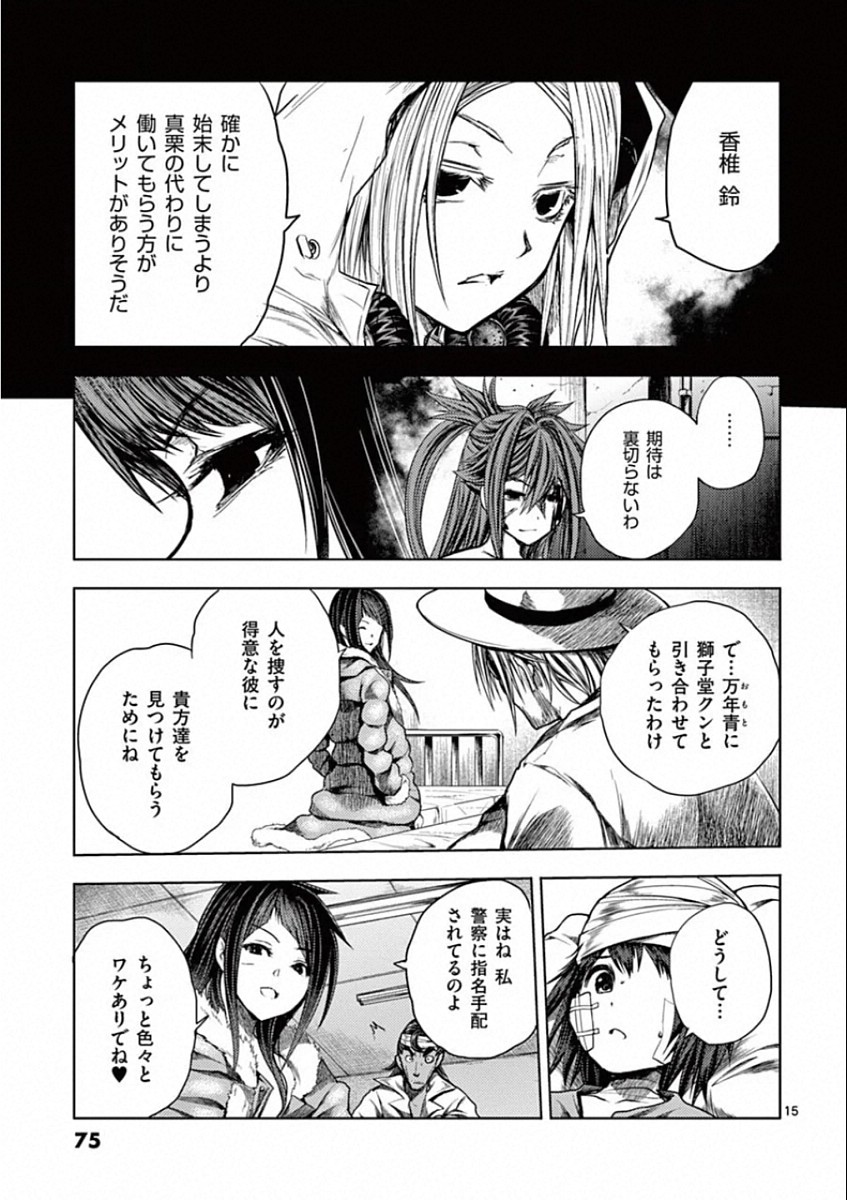 香椎 鈴
確かに
始末してしまうより
真栗の代わりに
働いてもらう方が
メリットがありそうだ
……
期待は
裏切らないわ
で…万年青に
おもと
獅子堂クンと
引き合わせて
もらったわけ
人を捜すのが
得意な彼に
貴方達を
見つけてもらう
ためにね
どうして…
実はね 私
警察に指名手配
されてるのよ
ちょっと色々と
ワケありでね♥
15
75